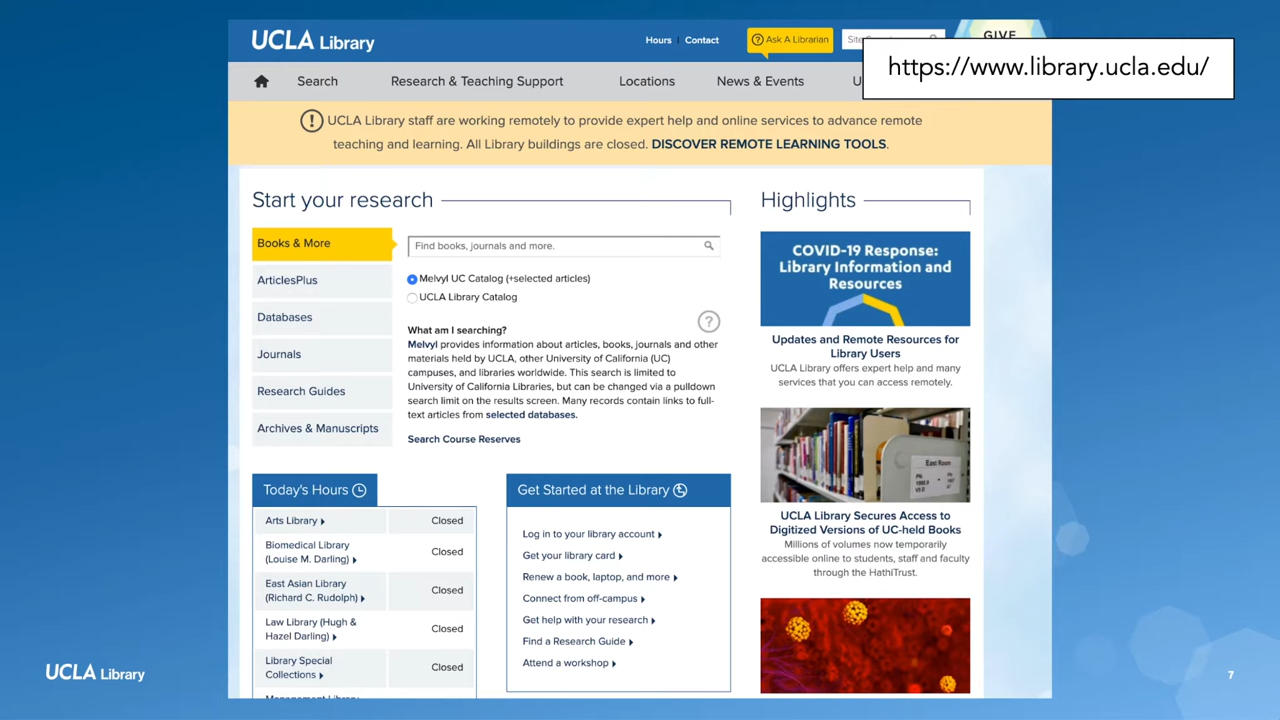 UCLA Library
Hours
Contact
Ask A Librarian
GIVE
https://www.library.ucla.edu/
Search
Research & Teaching Support
Locations
News & Events
UCLA Library staff are working remotely to provide expert help and online services to advance remote
teaching and learning. All Library buildings are closed. DISCOVER REMOTE LEARNING TOOLS.
Start your research
Books & More
ArticlesPlus
Databases
Journals
Research Guides
Archives & Manuscripts
Find books, journals and more.
Melvyl UC Catalog (+selected articles)
UCLA Library Catalog
What am I searching?
Melvyl provides information about articles, books, journals and other
materials held by UCLA, other University of California (UC)
campuses, and libraries worldwide. This search is limited to
University of California Libraries, but can be changed via a pulldown
search limit on the results screen. Many records contain links to full-
text articles from selected databases.
Search Course Reserves
Today's Hours
Arts Library
Closed
Biomedical Library
(Louise M. Darling)
Closed
East Asian Library
(Richard C. Rudolph)
Closed
Law Library (Hugh &
Hazel Darling)
Closed
Library Special
Collections
Closed
Get Started at the Library
Log in to your library account
Get your library card
Renew a book, laptop, and more
Connect from off-campus
Get help with your research
Find a Research Guide
Attend a workshop
Highlights
COVID-19 Response:
Library Information and
Resources
Updates and Remote Resources for
Library Users
UCLA Library offers expert help and many
services that you can access remotely.
East Room
UCLA Library Secures Access to
Digitized Versions of UC-held Books
Millions of volumes now temporarily
accessible online to students, staff and faculty
through the HathiTrust.
UCLA Library
7